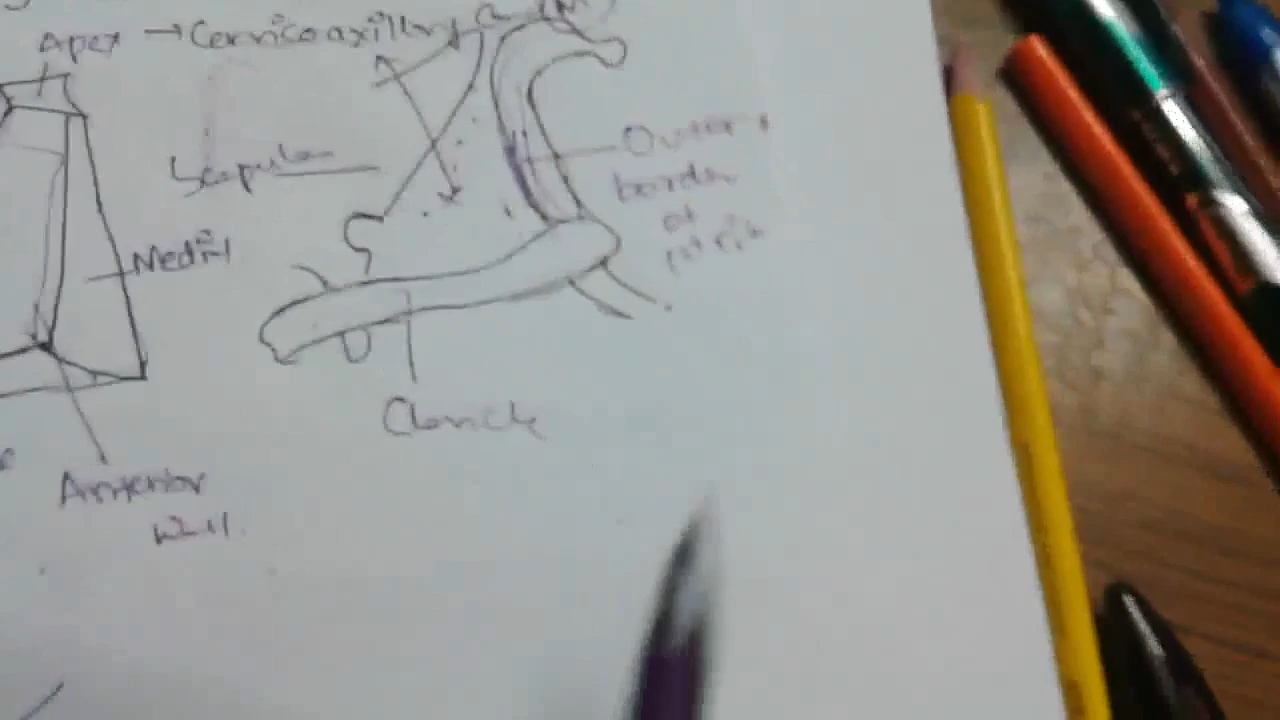 Apex → Cervicoaxillary
Scapula
Outer
border
of
1st rib
Medial
Clavicle
Anterior
Wall.